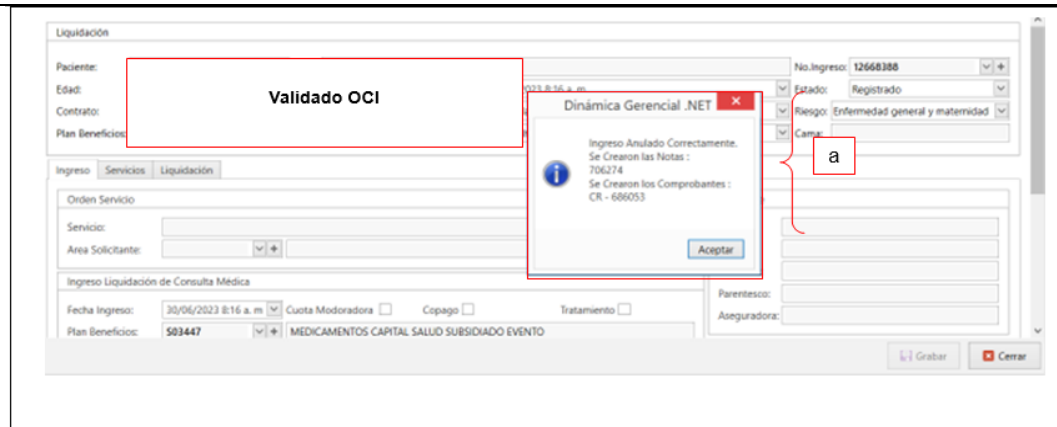 Liquidación
Paciente:
No.Ingreso: 12668388
Edad:
Validado OCI
2023 8:16 a. m.
Estado: Registrado
Contrato:
Riesgo: Enfermedad general y maternidad
Plan Beneficios:
Cama:
Dinámica Gerencial .NET
Ingreso Anulado Correctamente.
Se Crearon las Notas :
706274
Se Crearon los Comprobantes :
CR - 686053
Aceptar
a
Ingreso Servicios Liquidación
Orden Servicio
Servicio:
Area Solicitante:
Ingreso Liquidación de Consulta Médica
Fecha Ingreso: 30/06/2023 8:16 a. m Cuota Modoradora Copago Tratamiento
Plan Beneficios: S03447 MEDICAMENTOS CAPITAL SALUD SUBSIDIADO EVENTO
Parentesco:
Aseguradora:
Grabar Cerrar